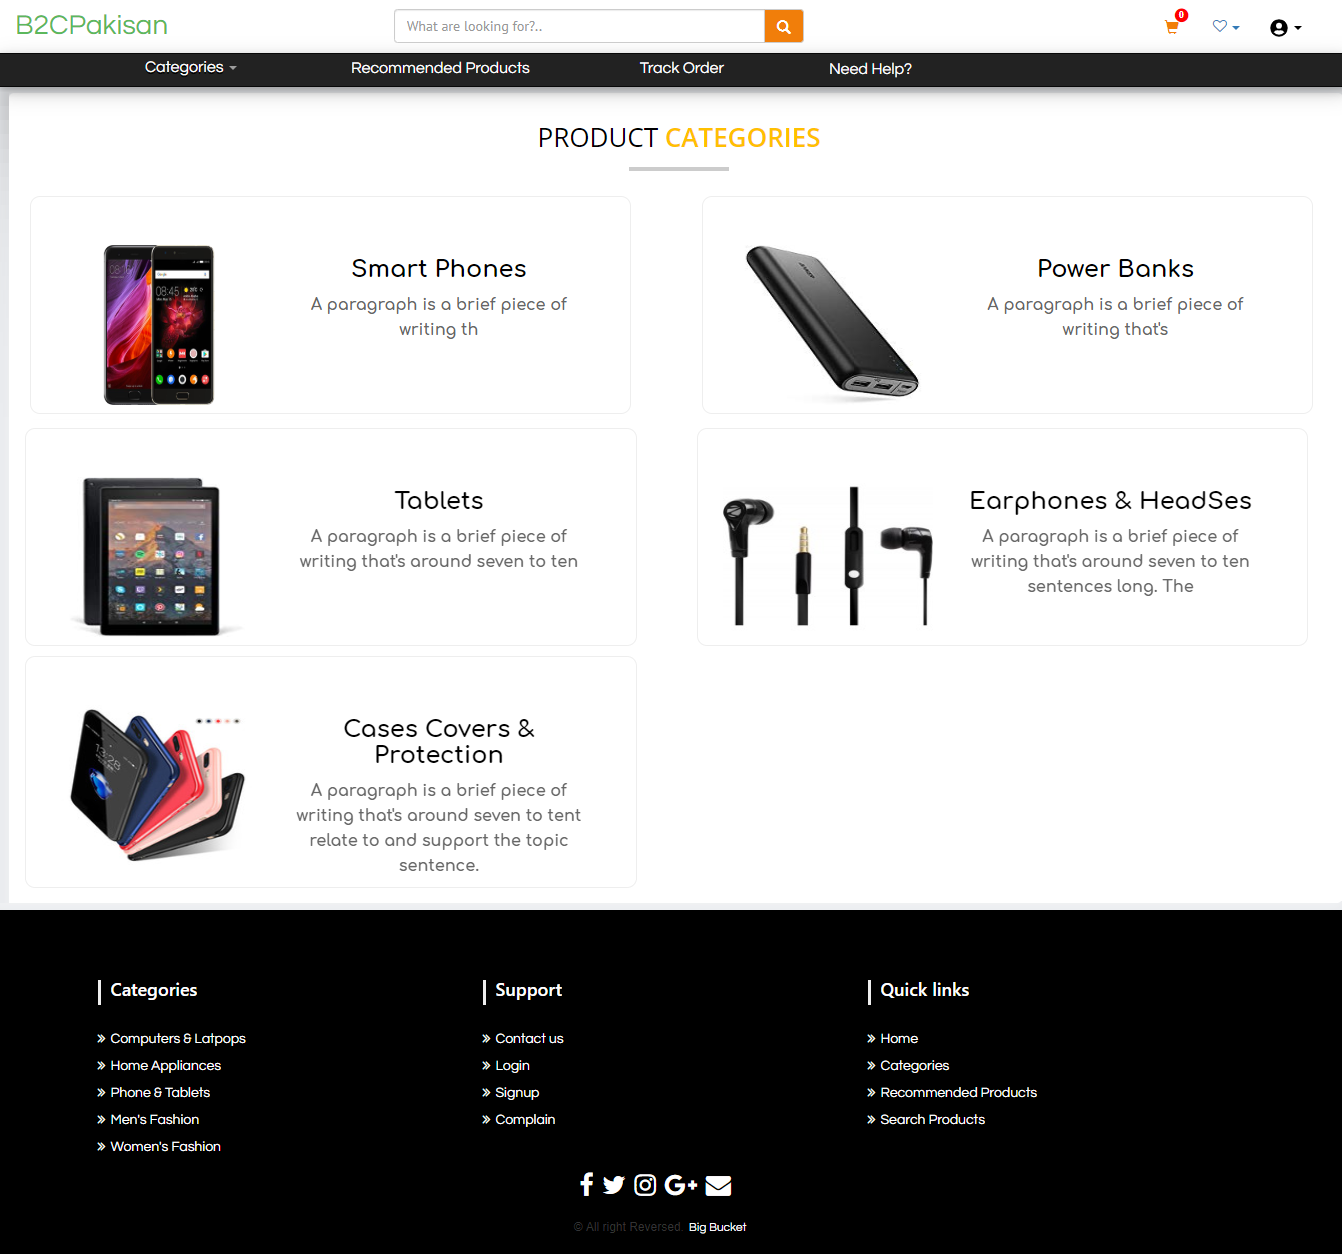 B2CPakisan
What are looking for?..
0
Categories
Recommended Products
Track Order
Need Help?
PRODUCT CATEGORIES
Smart Phones
A paragraph is a brief piece of
writing th
Power Banks
A paragraph is a brief piece of
writing that's
08:45
Tablets
A paragraph is a brief piece of
writing that's around seven to ten
Earphones & HeadSes
A paragraph is a brief piece of
writing that's around seven to ten
sentences long. The
13:28
Cases Covers &
Protection
A paragraph is a brief piece of
writing that's around seven to tent
relate to and support the topic
sentence.
Categories
Computers & Latpops
Home Appliances
Phone & Tablets
Men's Fashion
Women's Fashion
Support
Contact us
Login
Signup
Complain
Quick links
Home
Categories
Recommended Products
Search Products
© All right Reversed. Big Bucket